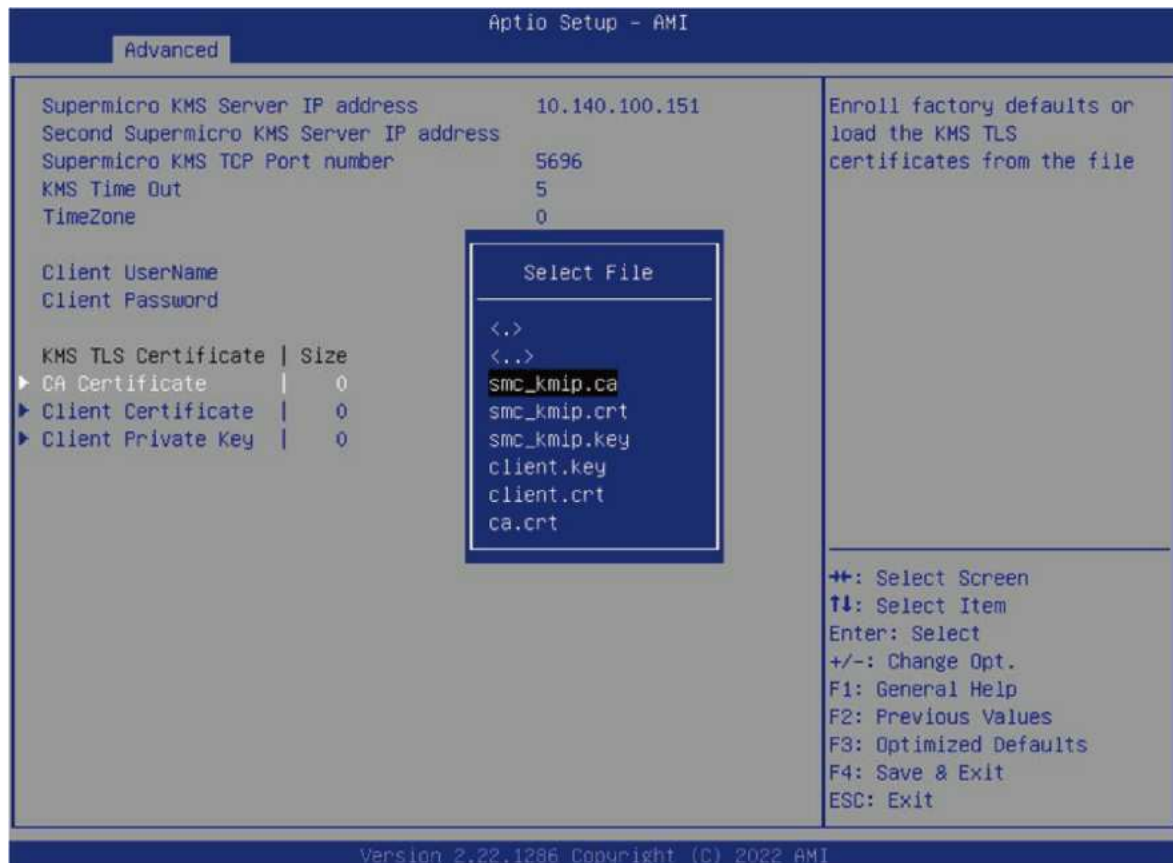 Aptio Setup - AMI
Advanced
Supermicro KMS Server IP address 10.140.100.151
Second Supermicro KMS Server IP address
Supermicro KMS TCP Port number 5696
KMS Time Out 5
TimeZone 0
Client UserName
Client Password
KMS TLS Certificate | Size
CA Certificate | 0
Client Certificate | 0
Client Private Key | 0
Select File
<.>
<..>
smc_kmip.ca
smc_kmip.crt
smc_kmip.key
client.key
client.crt
ca.crt
Enroll factory defaults or
load the KMS TLS
certificates from the file
→←: Select Screen
↑↓: Select Item
Enter: Select
+/-: Change Opt.
F1: General Help
F2: Previous Values
F3: Optimized Defaults
F4: Save & Exit
ESC: Exit
Version 2.22.1286 Copyright (C) 2022 AMI